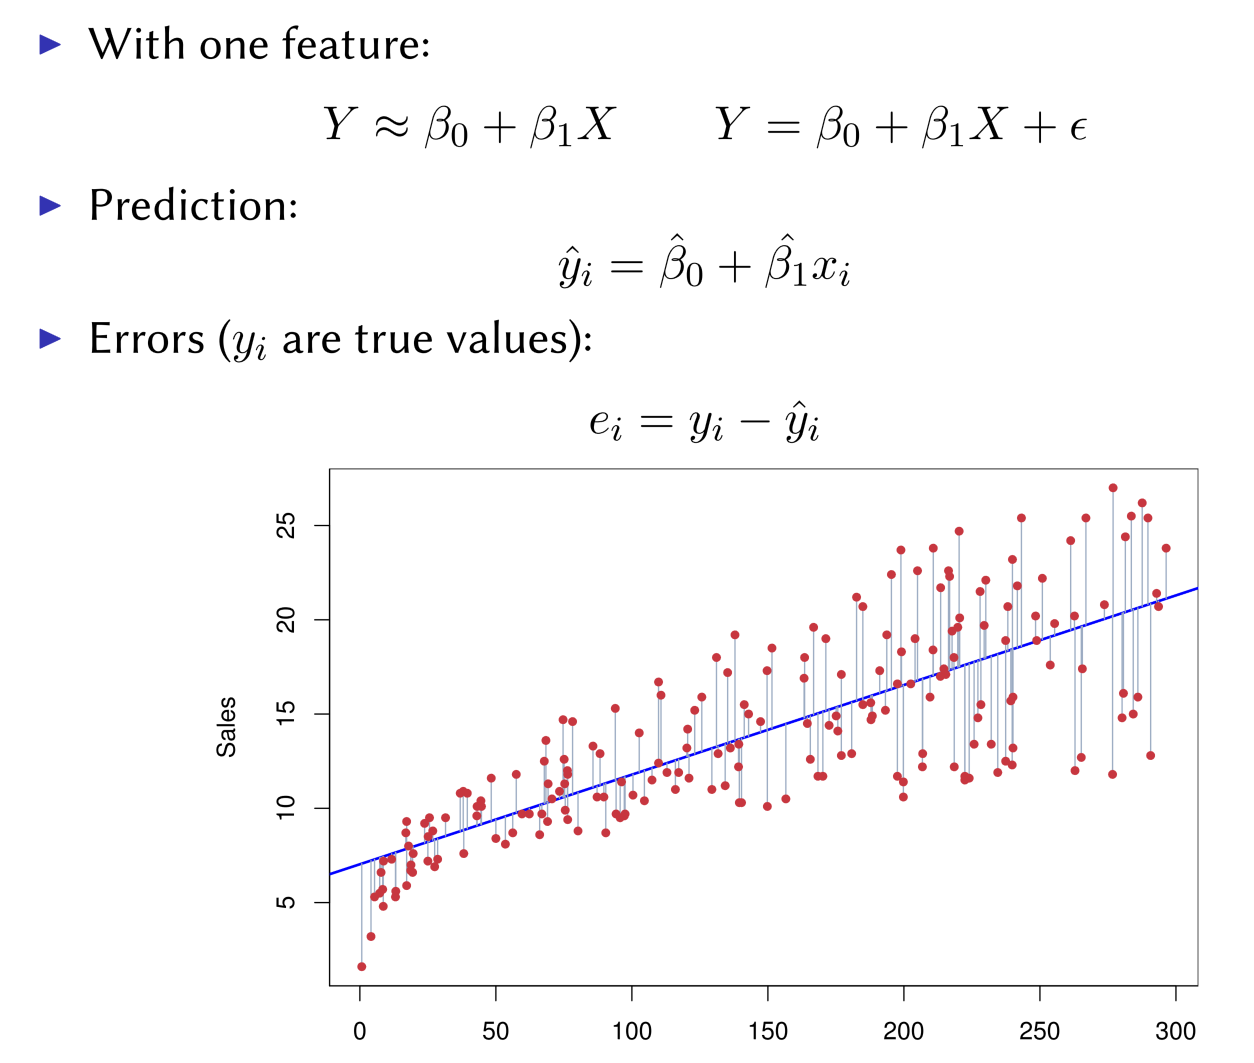 ▶ With one feature:
Y ≈ β₀ + β₁X    Y = β₀ + β₁X + ϵ
▶ Prediction:
ŷᵢ = β̂₀ + β̂₁xᵢ
▶ Errors (yᵢ are true values):
eᵢ = yᵢ − ŷᵢ
Sales
25
20
15
10
5
0 50 100 150 200 250 300